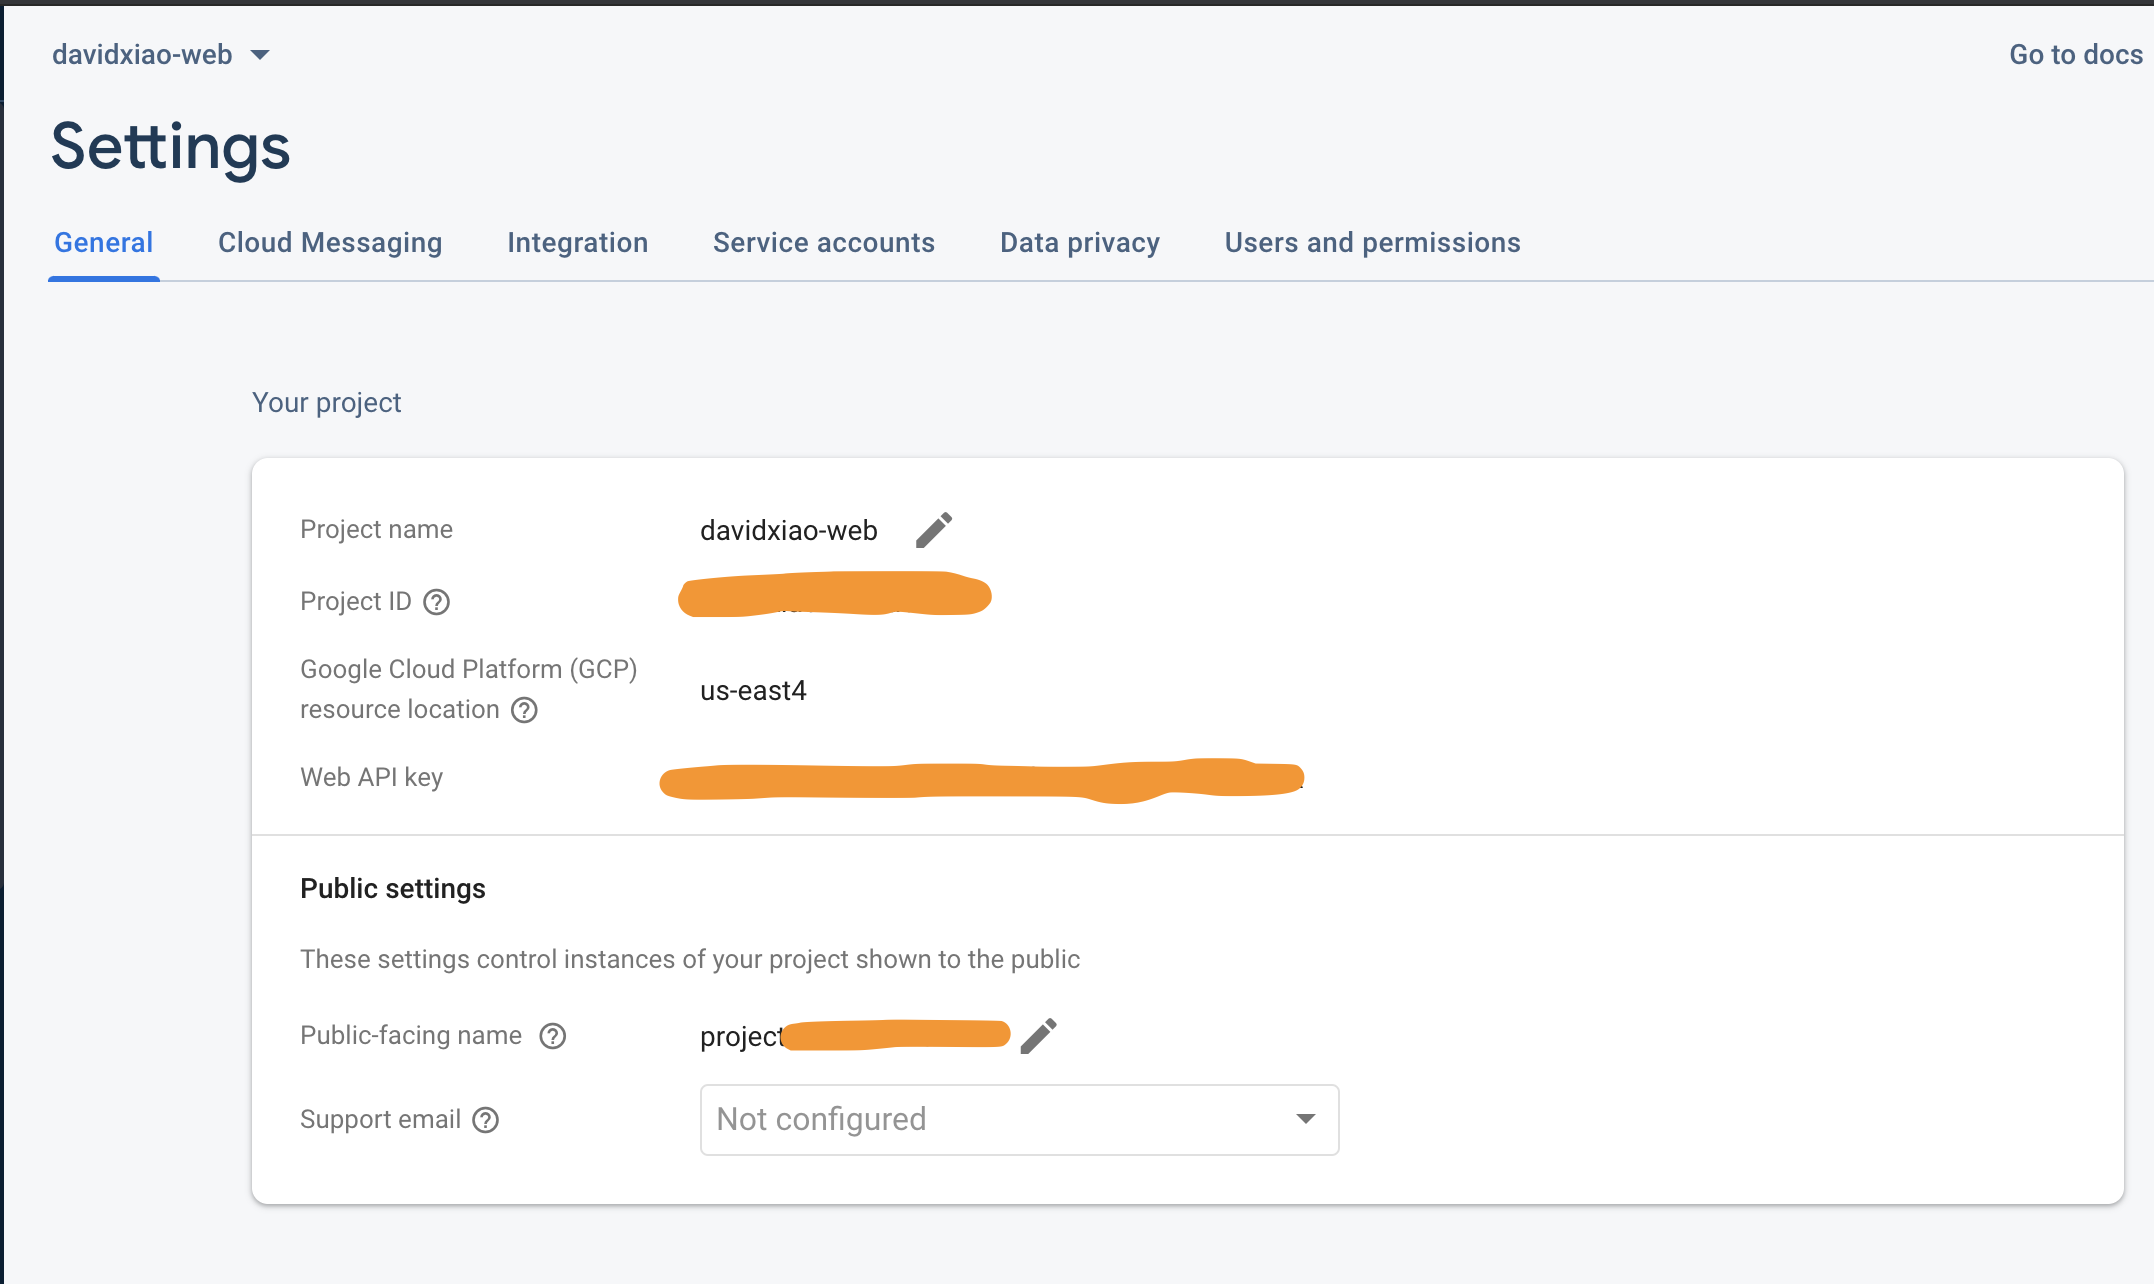 davidxiao-web
Go to docs
Settings
General Cloud Messaging Integration Service accounts Data privacy Users and permissions
Your project
Project name davidxiao-web
Project ID
Google Cloud Platform (GCP)
resource location us-east4
Web API key
Public settings
These settings control instances of your project shown to the public
Public-facing name project
Support email Not configured